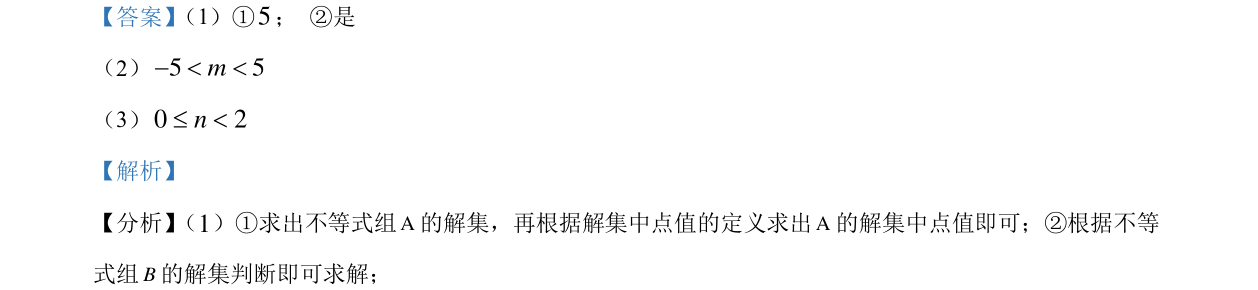 【答案】（1）①5； ②是
（2）−5 < m < 5
（3）0 ≤ n < 2
【解析】
【分析】（1）①求出不等式组 A 的解集，再根据解集中点值的定义求出 A 的解集中点值即可；②根据不等
式组 B 的解集判断即可求解；